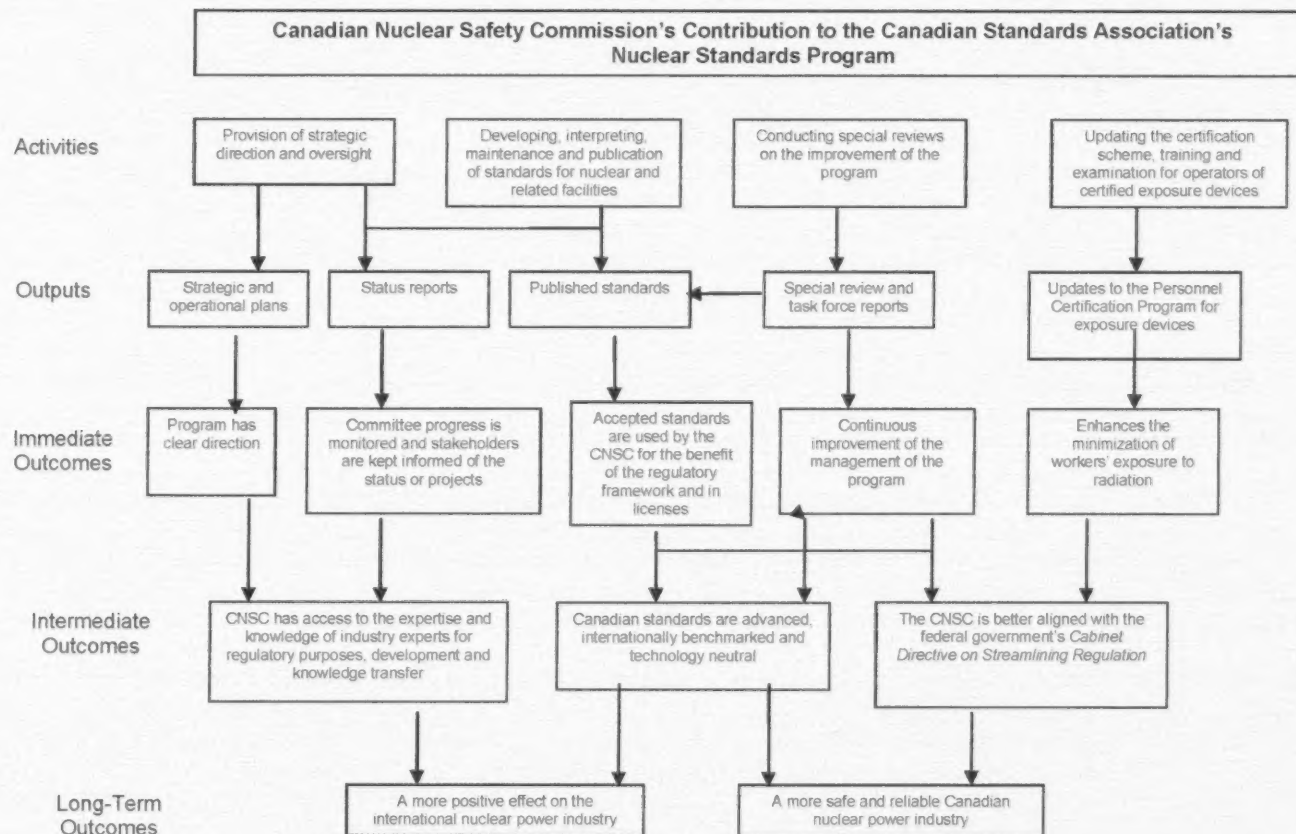 Canadian Nuclear Safety Commission's Contribution to the Canadian Standards Association's
Nuclear Standards Program
Activities
Provision of strategic
direction and oversight
Developing, interpreting,
maintenance and publication
of standards for nuclear and
related facilities
Conducting special reviews
on the improvement of the
program
Updating the certification
scheme, training and
examination for operators of
certified exposure devices
Outputs
Strategic and
operational plans
Status reports
Published standards
Special review and
task force reports
Updates to the Personnel
Certification Program for
exposure devices
Immediate
Outcomes
Program has
clear direction
Committee progress is
monitored and stakeholders
are kept informed of the
status or projects
Accepted standards
are used by the
CNSC for the benefit
of the regulatory
framework and in
licenses
Continuous
improvement of the
management of the
program
Enhances the
minimization of
workers' exposure to
radiation
Intermediate
Outcomes
CNSC has access to the expertise and
knowledge of industry experts for
regulatory purposes, development and
knowledge transfer
Canadian standards are advanced,
internationally benchmarked and
technology neutral
The CNSC is better aligned with the
federal government's Cabinet
Directive on Streamlining Regulation
Long-Term
Outcomes
A more positive effect on the
international nuclear power industry
A more safe and reliable Canadian
nuclear power industry